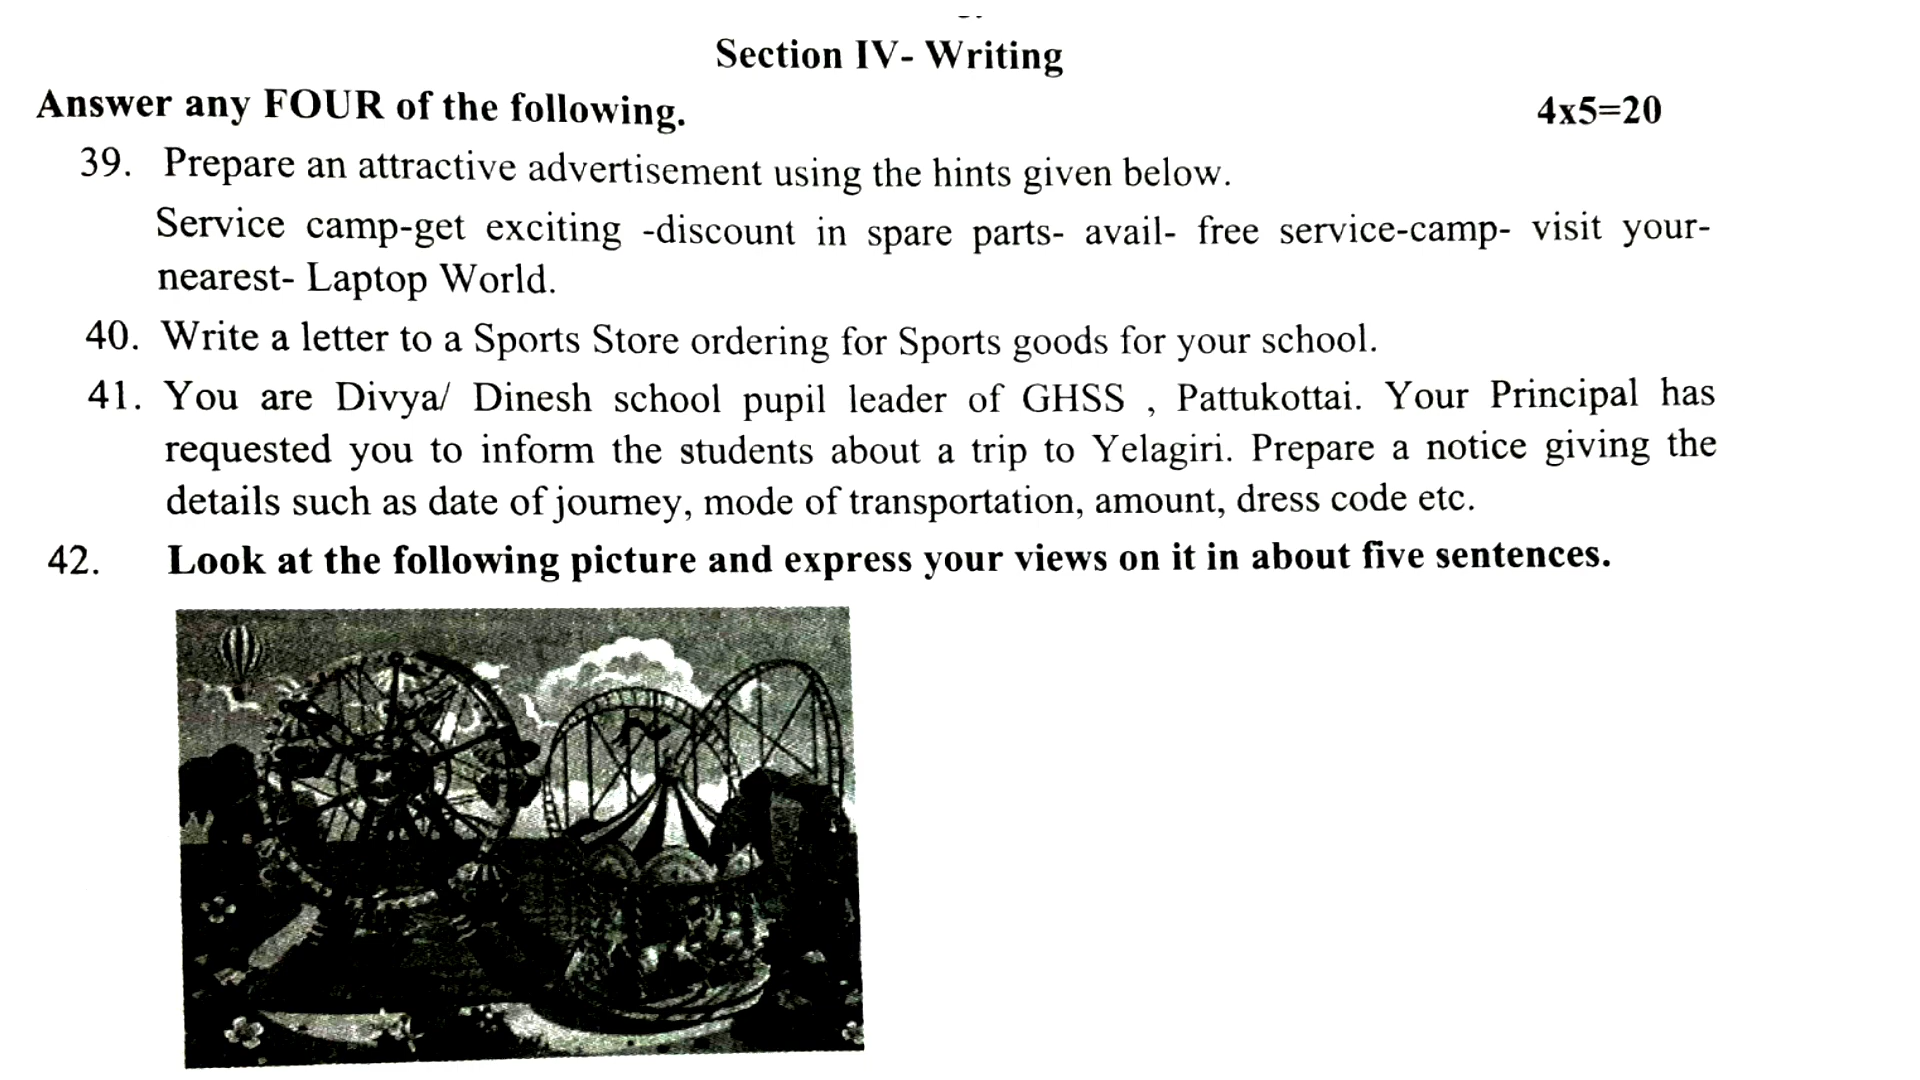 Section IV- Writing
Answer any FOUR of the following. 4x5=20
39. Prepare an attractive advertisement using the hints given below.
Service camp-get exciting -discount in spare parts- avail- free service-camp- visit your-
nearest- Laptop World.
40. Write a letter to a Sports Store ordering for Sports goods for your school.
41. You are Divya/ Dinesh school pupil leader of GHSS , Pattukottai. Your Principal has
requested you to inform the students about a trip to Yelagiri. Prepare a notice giving the
details such as date of journey, mode of transportation, amount, dress code etc.
42. Look at the following picture and express your views on it in about five sentences.